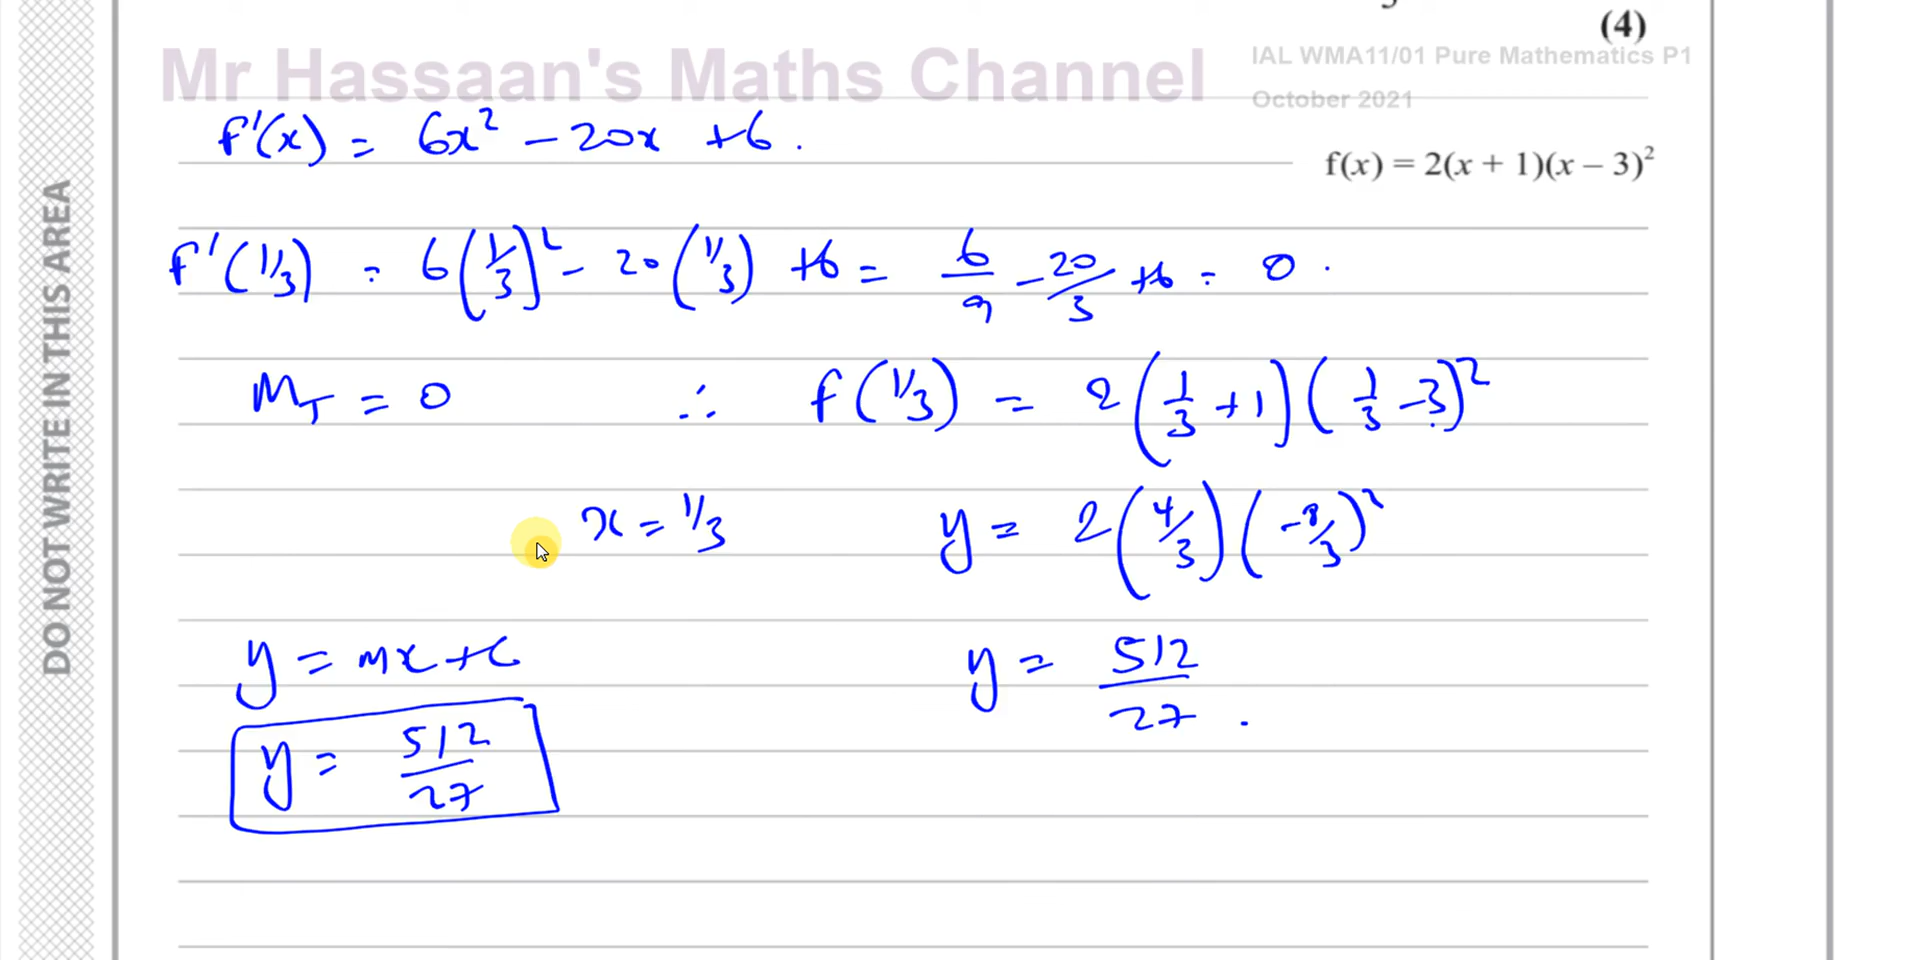 (4)
Mr Hassaan's Maths Channel
IAL WMA11/01 Pure Mathematics P1
October 2021
f'(x) = 6x² - 20x + 6 .
f(x) = 2(x + 1)(x – 3)²
f'(1/3) = 6(1/3)² - 20(1/3) + 6 = 6/9 - 20/3 + 6 = 0 .
M_T = 0 ∴ f(1/3) = 2(1/3 + 1)(1/3 - 3)²
x = 1/3 y = 2(4/3)(-8/3)²
y = mx + c y = 512/27 .
y = 512/27
DO NOT WRITE IN THIS AREA